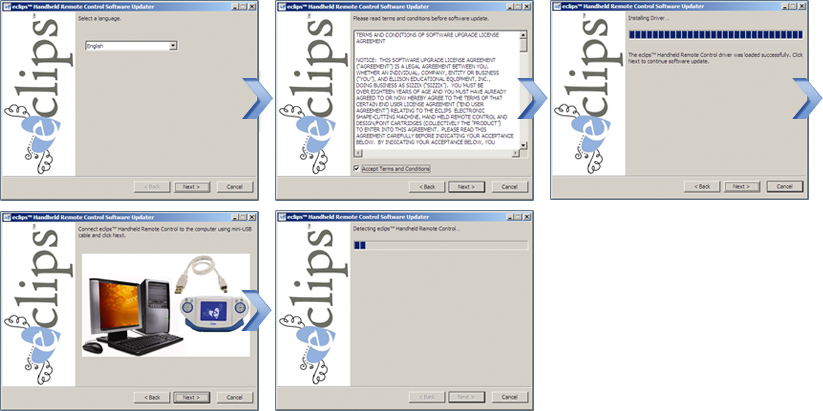 eclips™ Handheld Remote Control Software Updater
Select a language.
English
eclips
< Back
Next >
Cancel
eclips™ Handheld Remote Control Software Updater
Please read terms and conditions before software update.
TERMS AND CONDITIONS OF SOFTWARE UPGRADE LICENSE
AGREEMENT
NOTICE: THIS SOFTWARE UPGRADE LICENSE AGREEMENT
("AGREEMENT") IS A LEGAL AGREEMENT BETWEEN YOU,
WHETHER AN INDIVIDUAL, COMPANY, ENTITY OR BUSINESS
("YOU"), AND ELLISON EDUCATIONAL EQUIPMENT, INC.,
DOING BUSINESS AS SIZZIX ("SIZZIX"). YOU MUST BE
OVER EIGHTEEN YEARS OF AGE AND YOU MUST HAVE ALREADY
AGREED TO OR NOW HEREBY AGREE TO THE TERMS OF THAT
CERTAIN END USER LICENSE AGREEMENT ("END USER
AGREEMENT") RELATING TO THE ECLIPS ELECTRONIC
SHAPE-CUTTING MACHINE, HAND HELD REMOTE CONTROL AND
DESIGN/FONT CARTRIDGES (COLLECTIVELY THE "PRODUCT")
TO ENTER INTO THIS AGREEMENT. PLEASE READ THIS
AGREEMENT CAREFULLY BEFORE INDICATING YOUR ACCEPTANCE
BELOW. BY INDICATING YOUR ACCEPTANCE BELOW, YOU
Accept Terms and Conditions
eclips
< Back
Next >
Cancel
eclips™ Handheld Remote Control Software Updater
Installing Driver ..
The eclips™ Handheld Remote Control driver was loaded successfully. Click
Next to continue software update.
eclips
< Back
Next >
Cancel
eclips™ Handheld Remote Control Software Updater
Connect eclips™ Handheld Remote Control to the computer using mini-USB
cable and click Next.
eclips
< Back
Next >
Cancel
eclips™ Handheld Remote Control Software Updater
Detecting eclips™ Handheld Remote Control...
eclips
< Back
Next >
Cancel